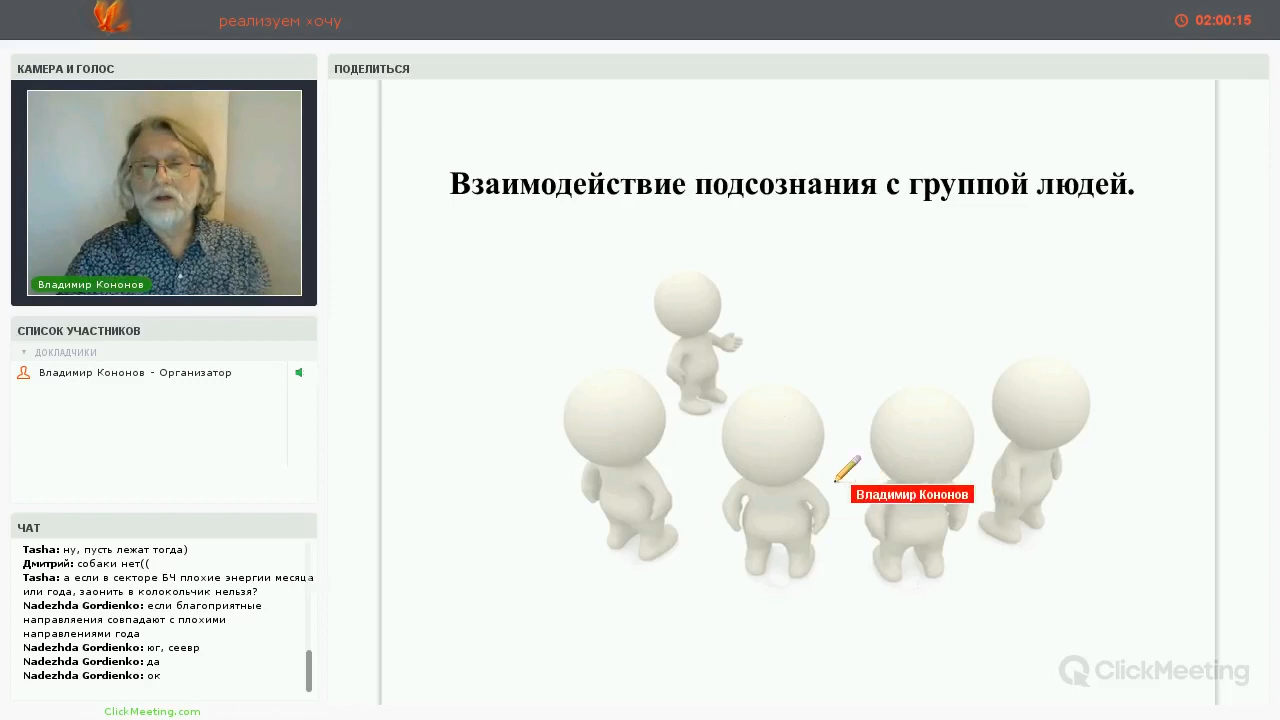 реализуем хочу
02:00:15
КАМЕРА И ГОЛОС
Владимир Кононов
СПИСОК УЧАСТНИКОВ
ДОКЛАДЧИКИ
Владимир Кононов - Организатор
ЧАТ
Tasha: ну, пусть лежат тогда)
Дмитрий: собаки нет((
Tasha: а если в секторе БЧ плохие энергии месяца
или года, заонить в колокольчик нельзя?
Nadezhda Gordienko: если благоприятные
направляения совпадают с плохими
направлениями года
Nadezhda Gordienko: юг, сеевр
Nadezhda Gordienko: да
Nadezhda Gordienko: ок
ClickMeeting.com
ПОДЕЛИТЬСЯ
Взаимодействие подсознания с группой людей.
Владимир Кононов
ClickMeeting